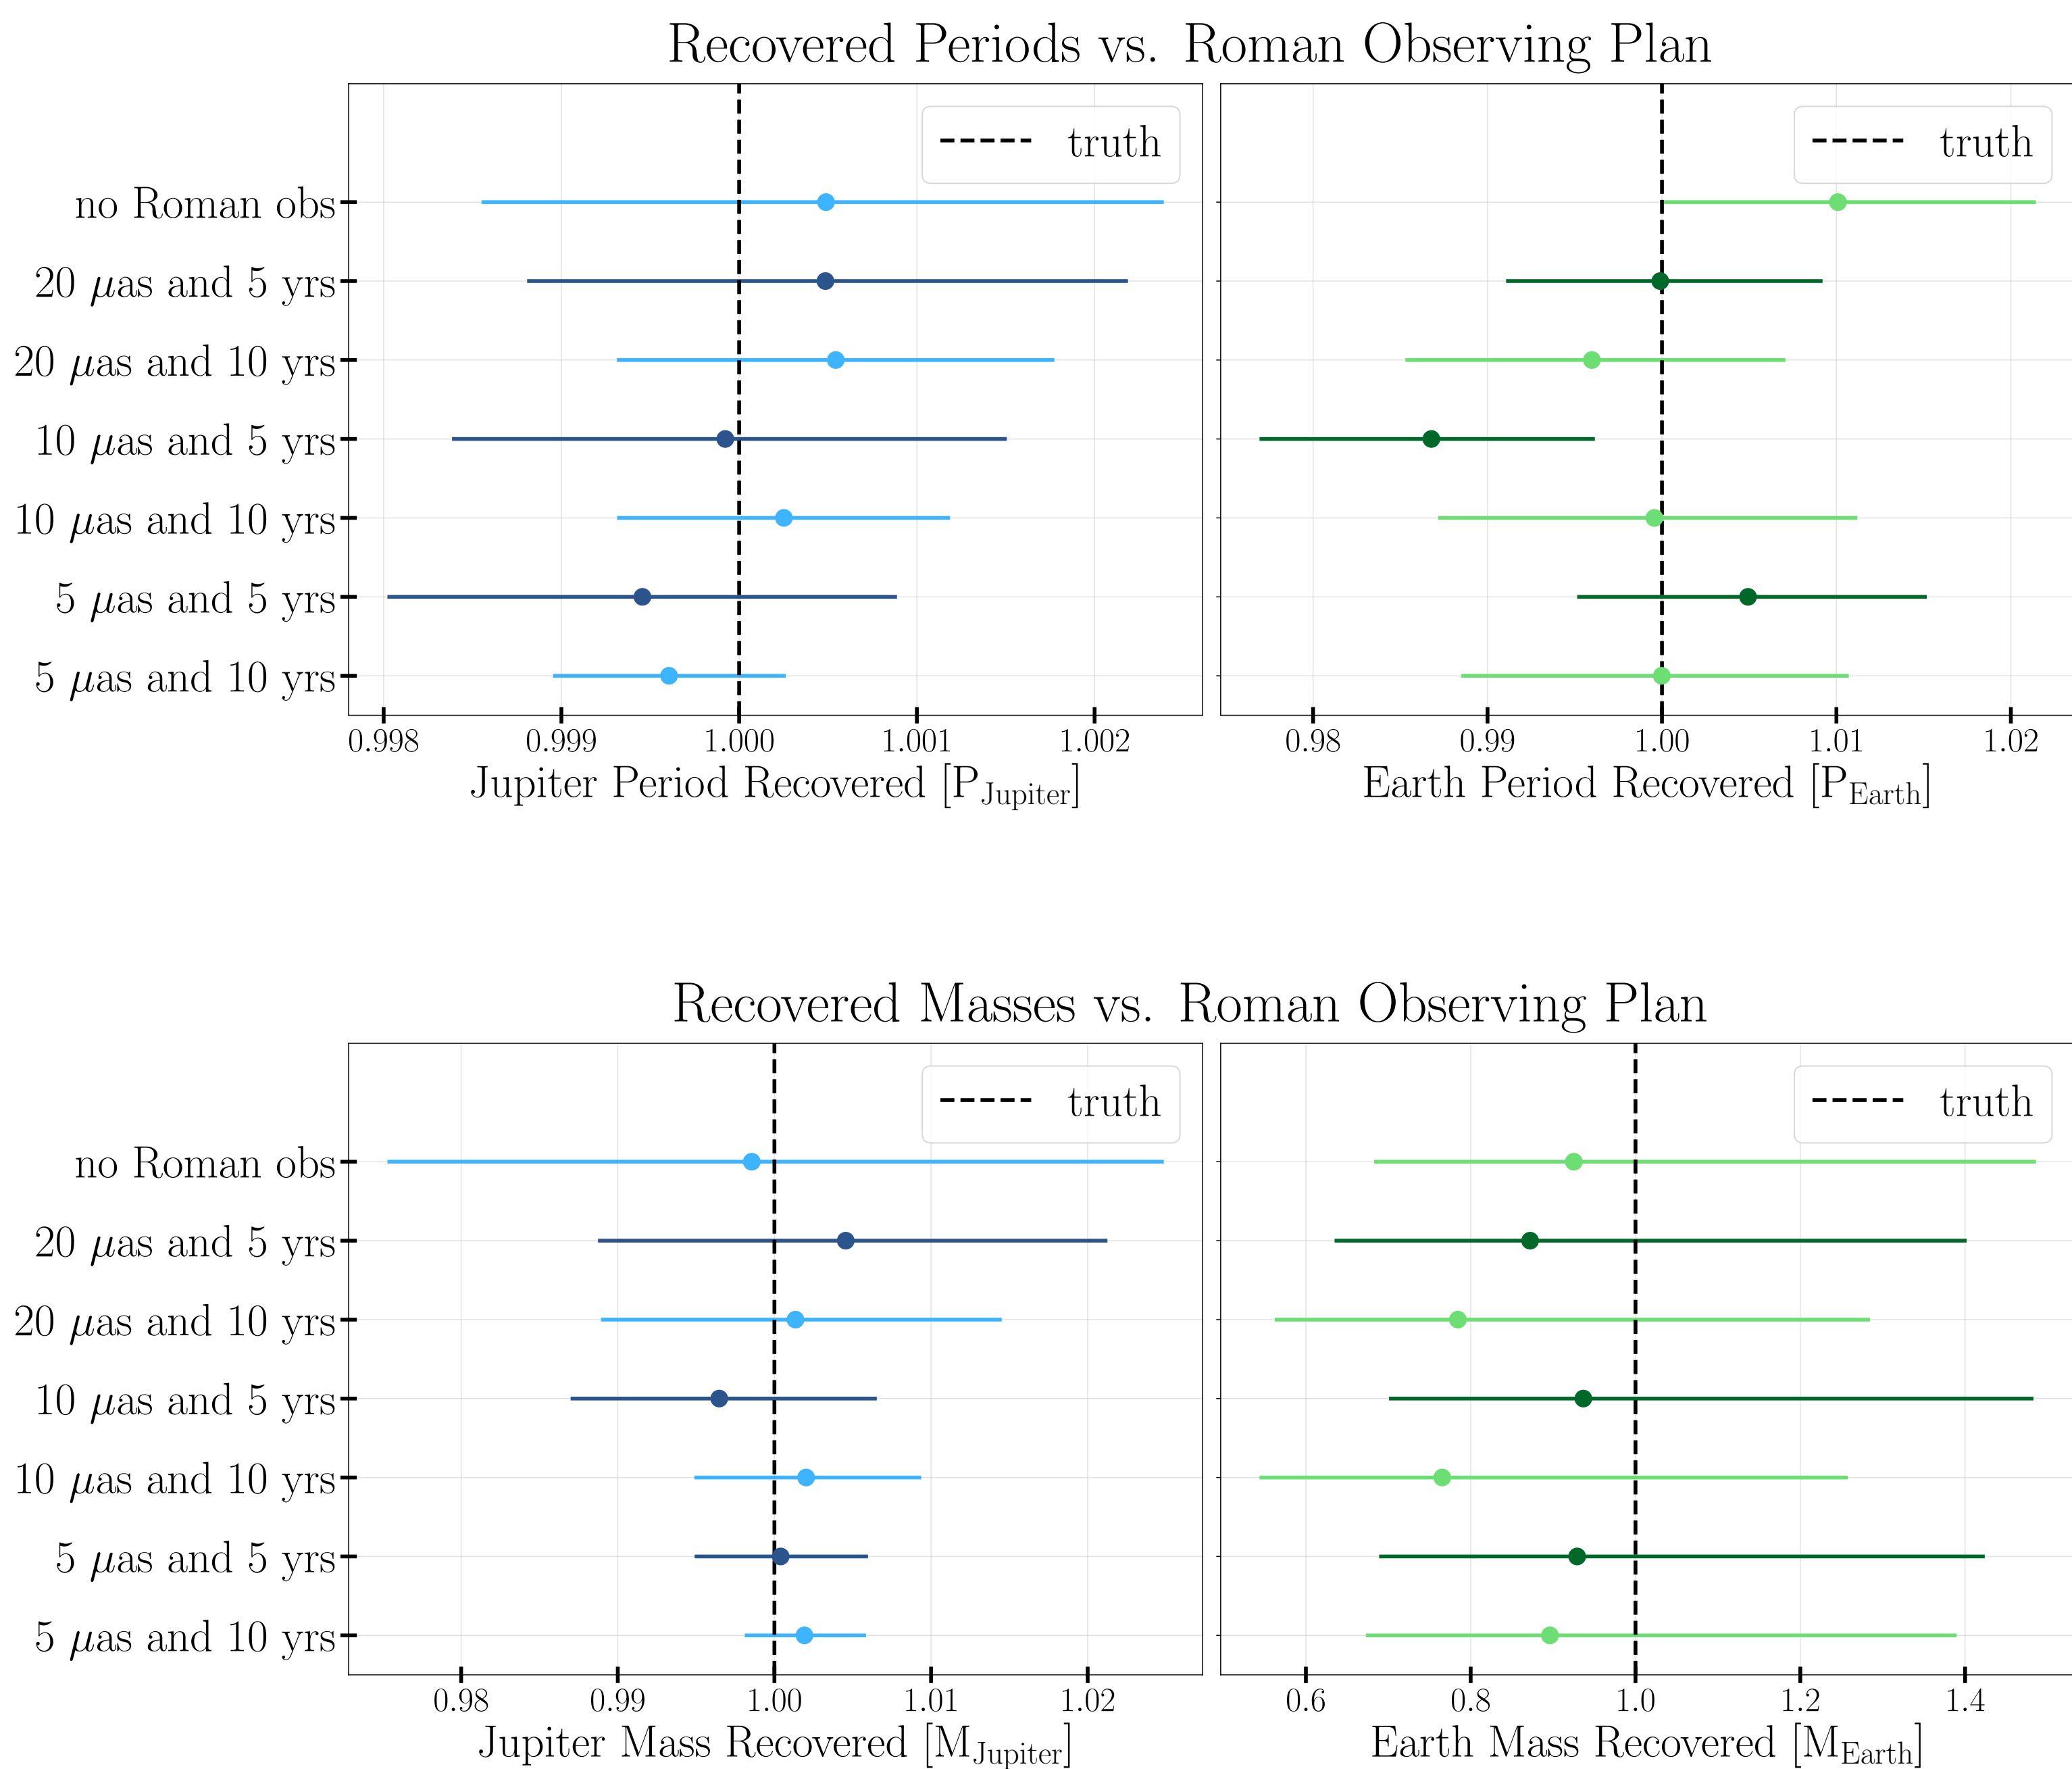 Recovered Periods vs. Roman Observing Plan
truth
truth
no Roman obs
20 μas and 5 yrs
20 μas and 10 yrs
10 μas and 5 yrs
10 μas and 10 yrs
5 μas and 5 yrs
5 μas and 10 yrs
0.998 0.999 1.000 1.001 1.002
0.98 0.99 1.00 1.01 1.02
Jupiter Period Recovered [P_Jupiter]
Earth Period Recovered [P_Earth]
Recovered Masses vs. Roman Observing Plan
truth
truth
no Roman obs
20 μas and 5 yrs
20 μas and 10 yrs
10 μas and 5 yrs
10 μas and 10 yrs
5 μas and 5 yrs
5 μas and 10 yrs
0.98 0.99 1.00 1.01 1.02
0.6 0.8 1.0 1.2 1.4
Jupiter Mass Recovered [M_Jupiter]
Earth Mass Recovered [M_Earth]